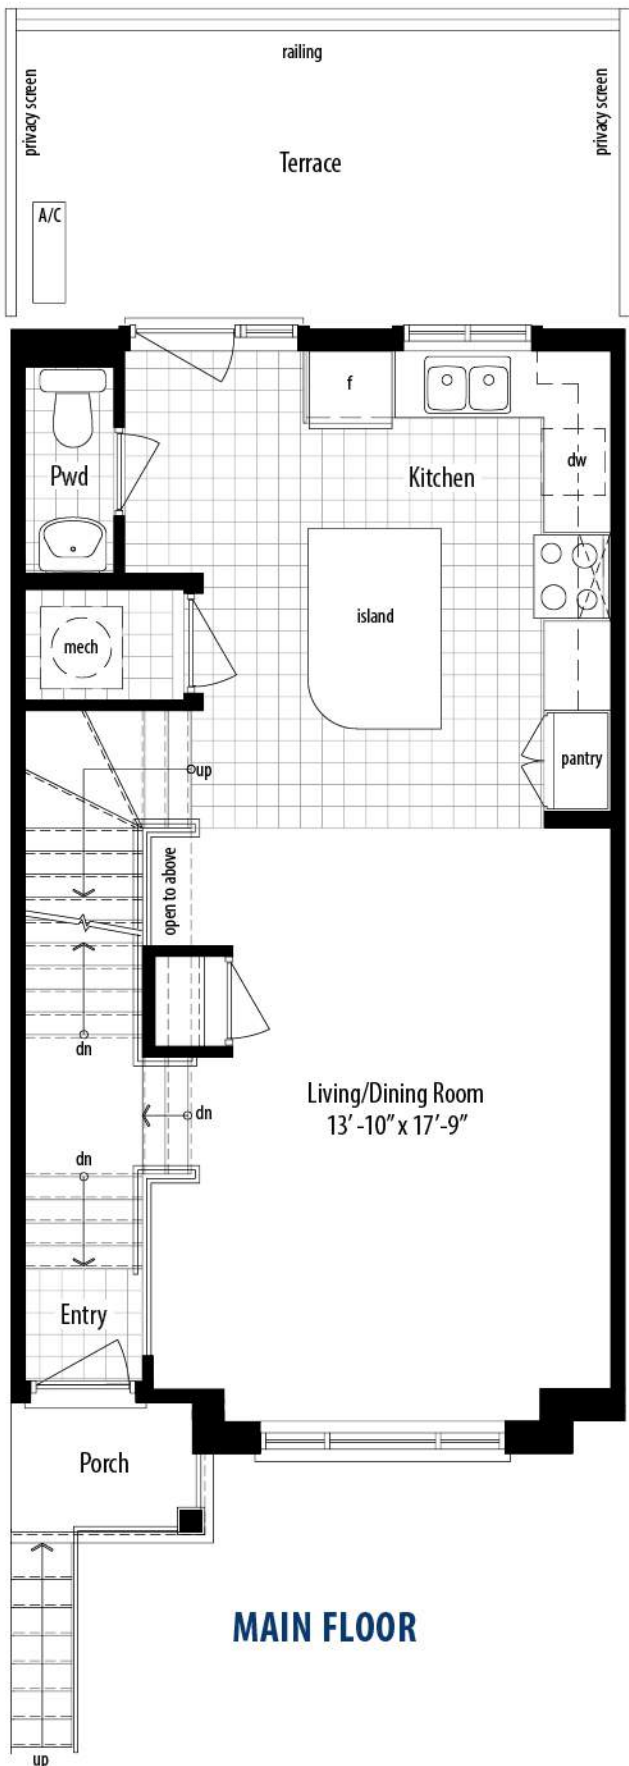 railing
privacy screen
privacy screen
Terrace
A/C
f
dw
Pwd
Kitchen
island
mech
pantry
up
open to above
dn
dn
dn
Living/Dining Room
13' -10" x 17'-9"
Entry
Porch
MAIN FLOOR
up